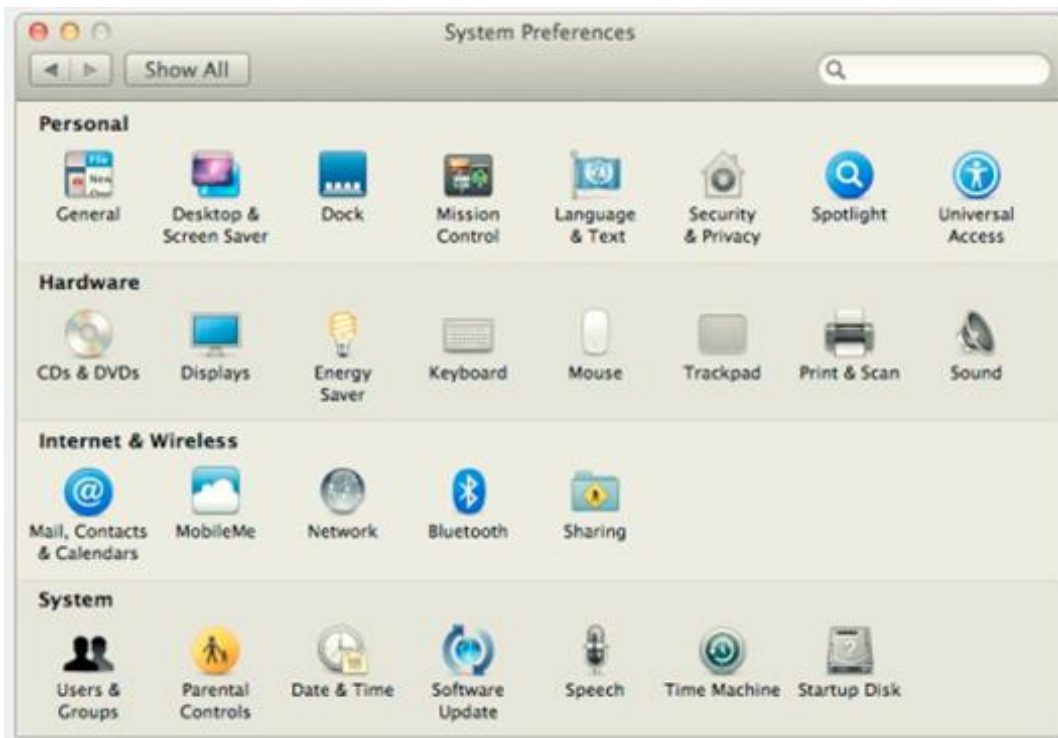 System Preferences
Show All
Personal
General
Desktop &
Screen Saver
Dock
Mission
Control
Language
& Text
Security
& Privacy
Spotlight
Universal
Access
Hardware
CDs & DVDs
Displays
Energy
Saver
Keyboard
Mouse
Trackpad
Print & Scan
Sound
Internet & Wireless
Mail, Contacts
& Calendars
MobileMe
Network
Bluetooth
Sharing
System
Users &
Groups
Parental
Controls
Date & Time
Software
Update
Speech
Time Machine
Startup Disk